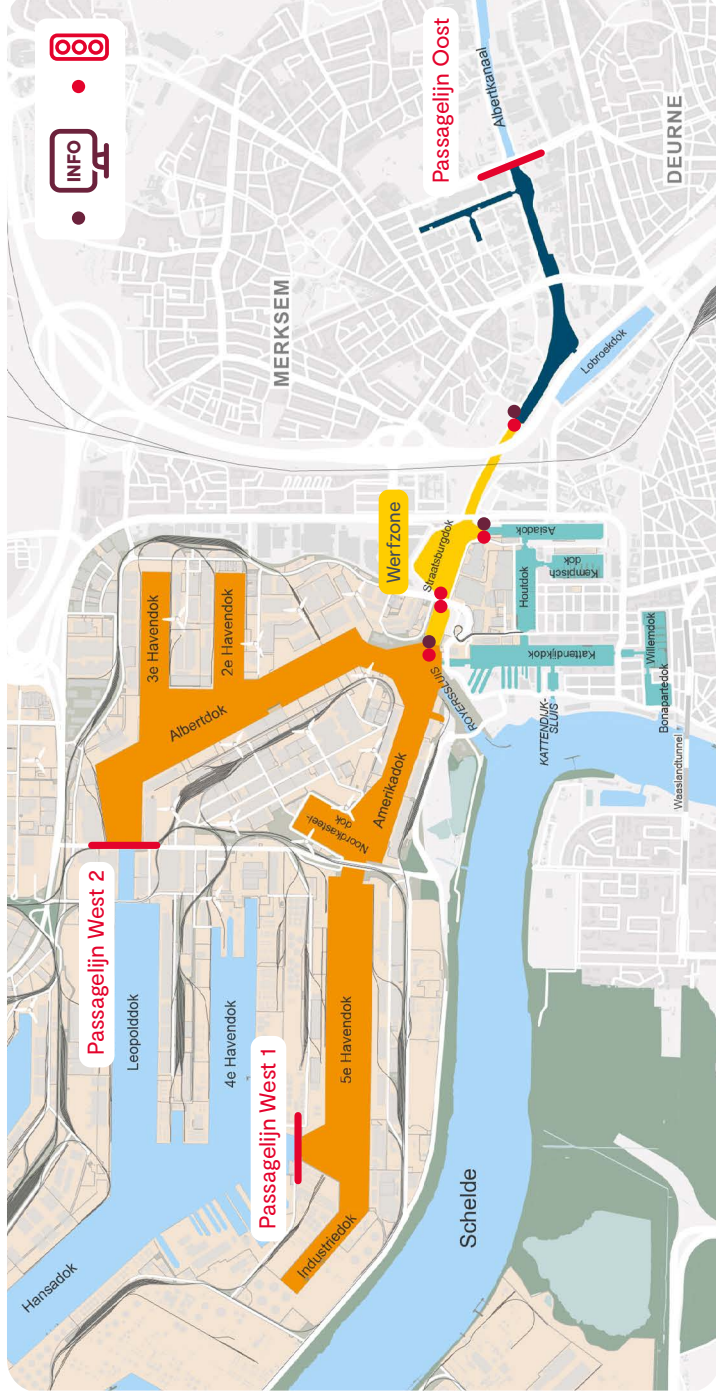 INFO
Passagelijn West 2
Passagelijn West 1
Passagelijn Oost
Werfzone
Hansadok
Leopolddok
4e Havendok
5e Havendok
Industriedok
3e Havendok
2e Havendok
Albertdok
Noordkasteel-
dok
Amerikadok
Straatsburgdok
MERKSEM
Albertkanaal
DEURNE
Lobroekdok
Schelde
ROYERSSLUIS
KATTENDIJK-
SLUIS
Kattendijkdok
Houtdok
Asiadok
Kempisch
dok
Willemdok
Bonapartedok
Waaslandtunnel